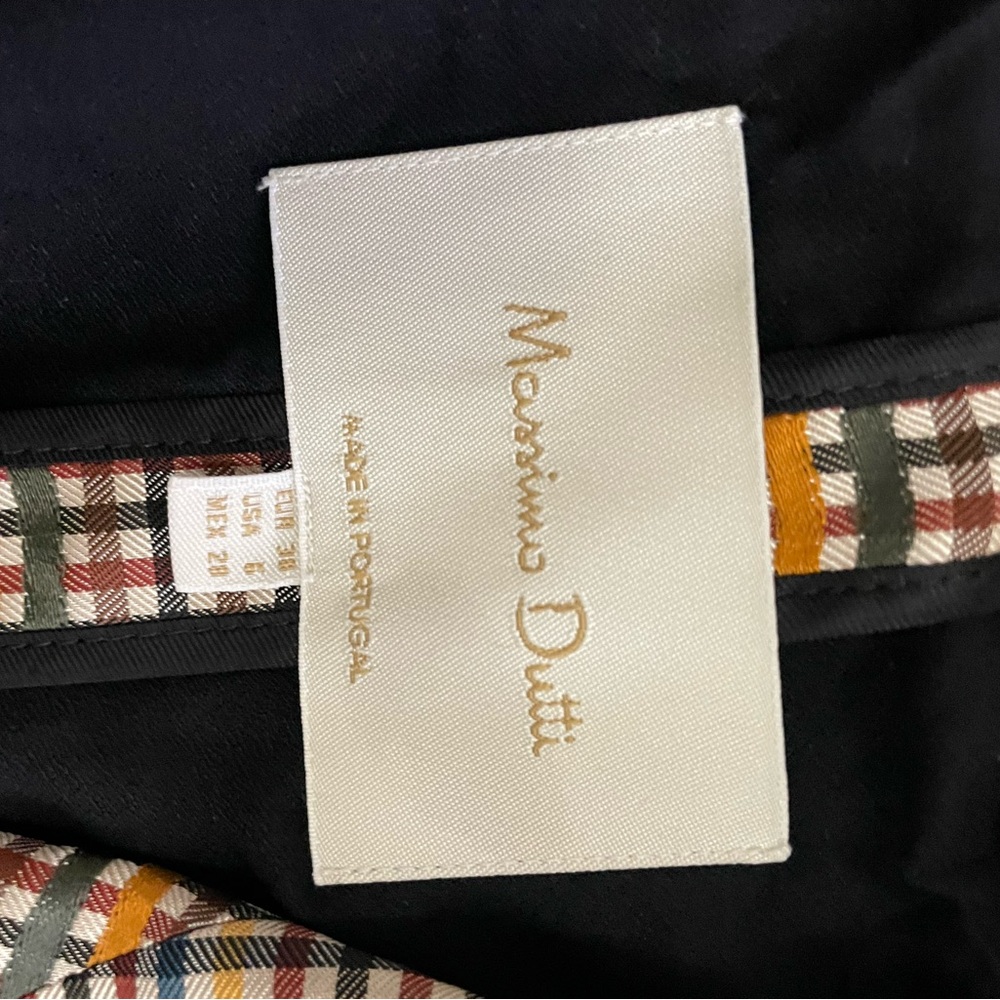 Massimo Dutti
MADE IN PORTUGAL
EUR 38
USA 6
MEX 28